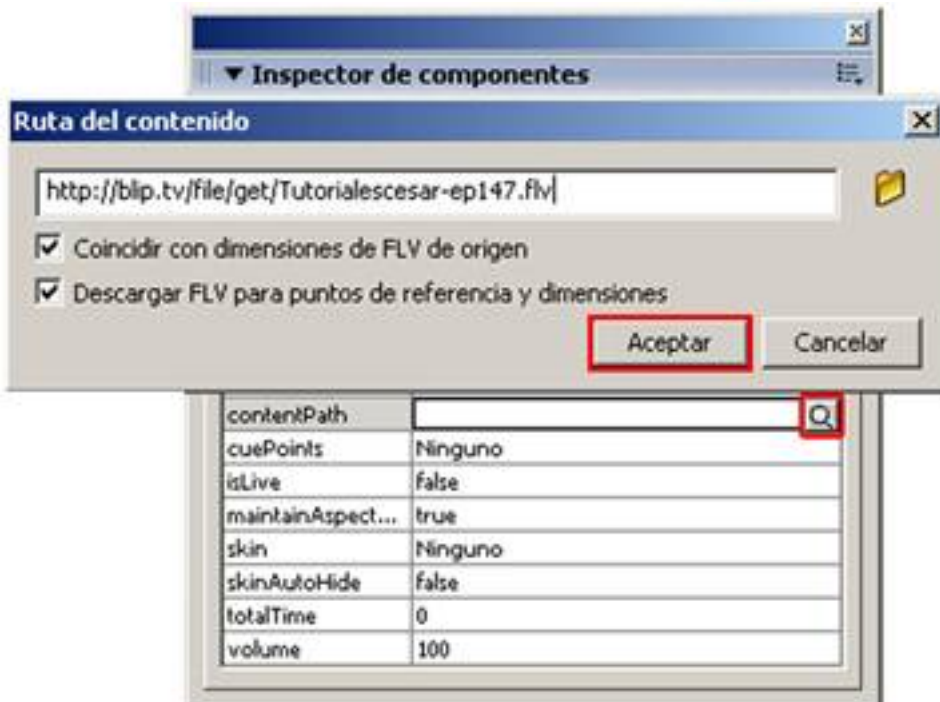 Inspector de componentes
Ruta del contenido
http://blip.tv/file/get/Tutorialescesar-ep147.flv
Coincidir con dimensiones de FLV de origen
Descargar FLV para puntos de referencia y dimensiones
Aceptar Cancelar
contentPath
cuePoints Ninguno
isLive false
maintainAspect... true
skin Ninguno
skinAutoHide false
totalTime 0
volume 100